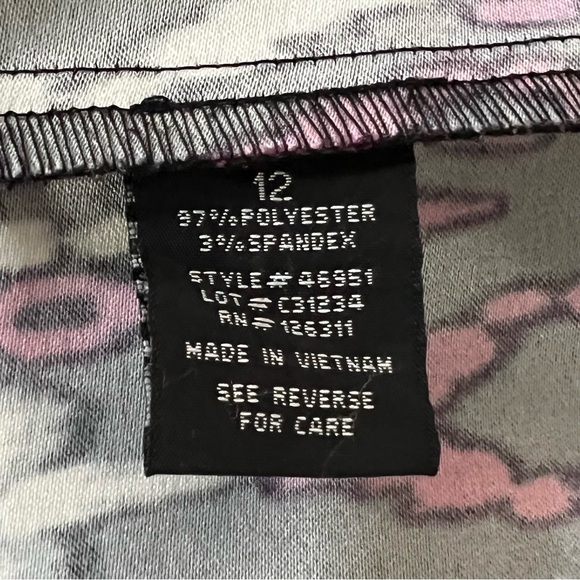 12
97%POLYESTER
3%SPANDEX
STYLE# 46951
LOT# C31234
RN# 126311
MADE IN VIETNAM
SEE REVERSE
FOR CARE